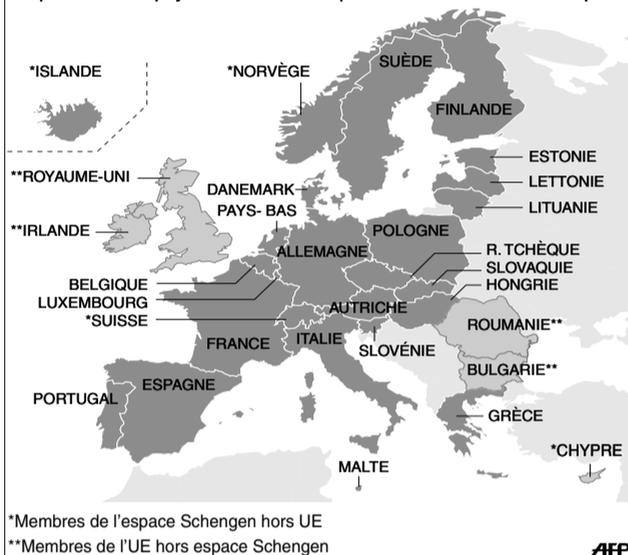 *ISLANDE
*NORVÈGE
SUÈDE
FINLANDE
ESTONIE
**ROYAUME-UNI
LETTONIE
DANEMARK
LITUANIE
PAYS- BAS
**IRLANDE
POLOGNE
ALLEMAGNE
R. TCHÈQUE
SLOVAQUIE
BELGIQUE
HONGRIE
LUXEMBOURG
AUTRICHE
*SUISSE
ROUMANIE**
FRANCE
ITALIE
SLOVÉNIE
BULGARIE**
ESPAGNE
PORTUGAL
GRÈCE
*CHYPRE
MALTE
*Membres de l'espace Schengen hors UE
**Membres de l'UE hors espace Schengen
AFP